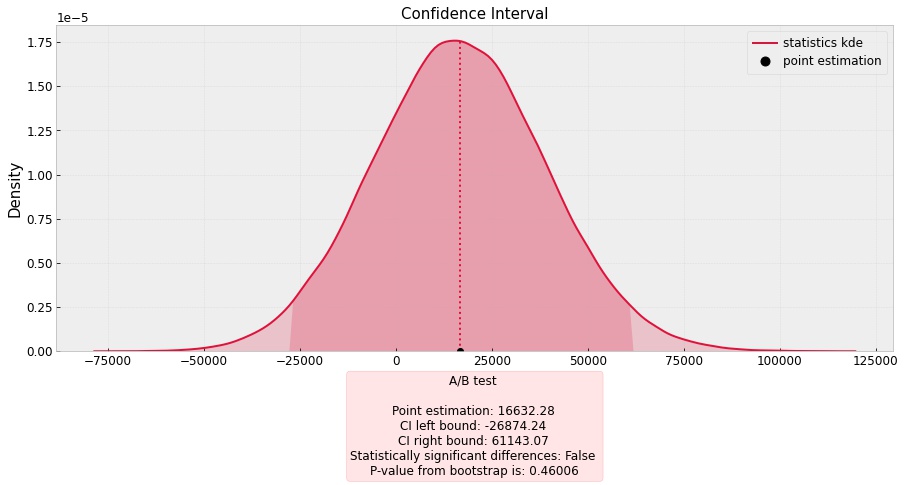 Confidence Interval
1e−5
1.75
1.50
1.25
1.00
0.75
0.50
0.25
0.00
Density
statistics kde
point estimation
−75000 −50000 −25000 0 25000 50000 75000 100000 125000
A/B test
Point estimation: 16632.28
CI left bound: -26874.24
CI right bound: 61143.07
Statistically significant differences: False
P-value from bootstrap is: 0.46006